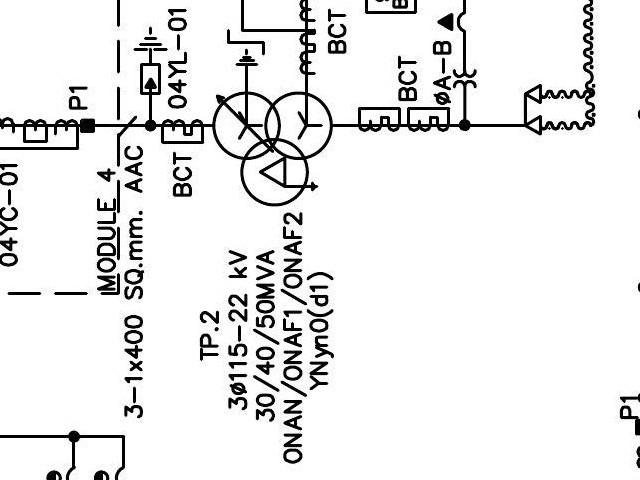 P1
04YL-01
BCT
BCT
øA-B
BCT
04YC-01
MODULE 4
3-1x400 SQ.mm. AAC
TP.2
3ø115-22 kV
30/40/50MVA
ONAN/ONAF1/ONAF2
YNyn0(d1)
P1